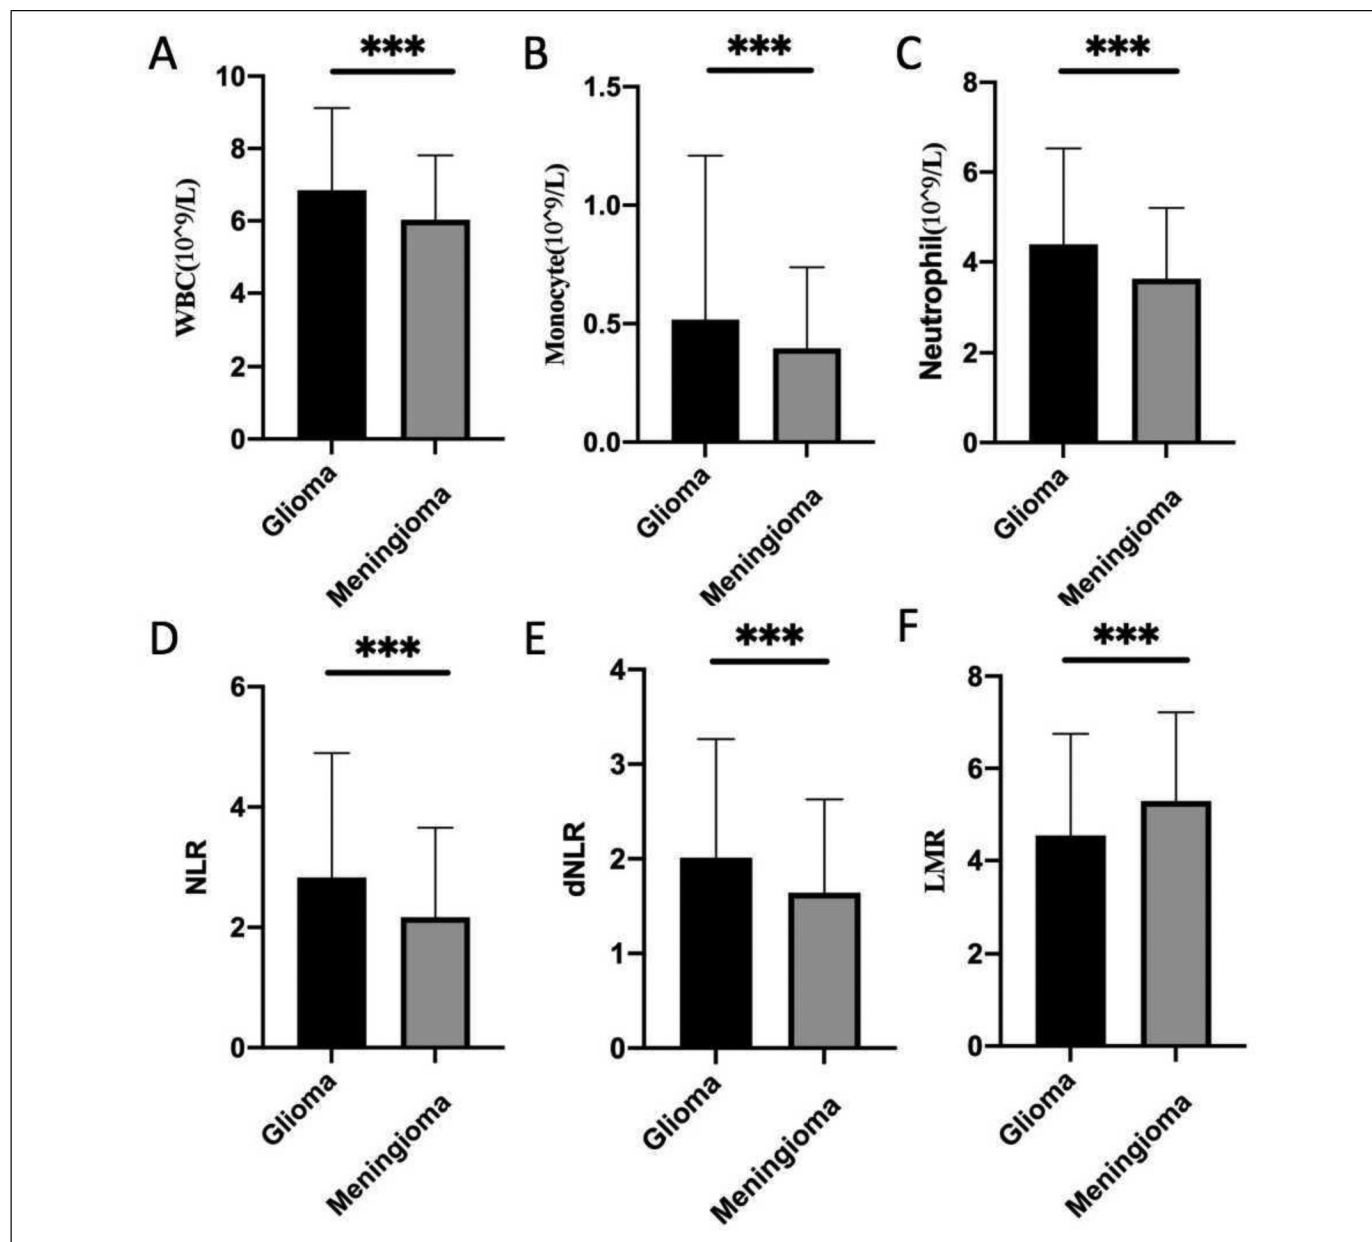 A
***
WBC(10^9/L)
10
8
6
4
2
0
Glioma
Meningioma
B
***
Monocyte(10^9/L)
1.5
1.0
0.5
0.0
Glioma
Meningioma
C
***
Neutrophil(10^9/L)
8
6
4
2
0
Glioma
Meningioma
D
***
NLR
6
4
2
0
Glioma
Meningioma
E
***
dNLR
4
3
2
1
0
Glioma
Meningioma
F
***
LMR
8
6
4
2
0
Glioma
Meningioma